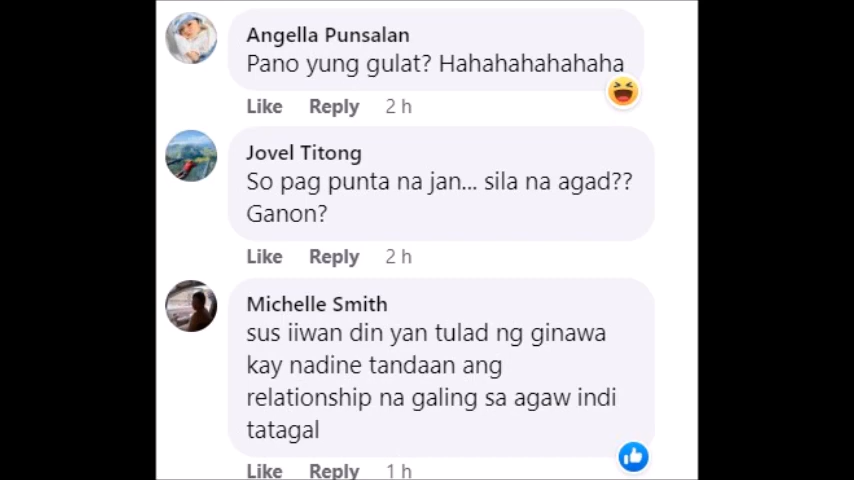 Angella Punsalan
Pano yung gulat? Hahahahahahaha
Like Reply 2 h
Jovel Titong
So pag punta na jan... sila na agad??
Ganon?
Like Reply 2 h
Michelle Smith
sus iiwan din yan tulad ng ginawa
kay nadine tandaan ang
relationship na galing sa agaw indi
tatagal
Like Reply 1 h